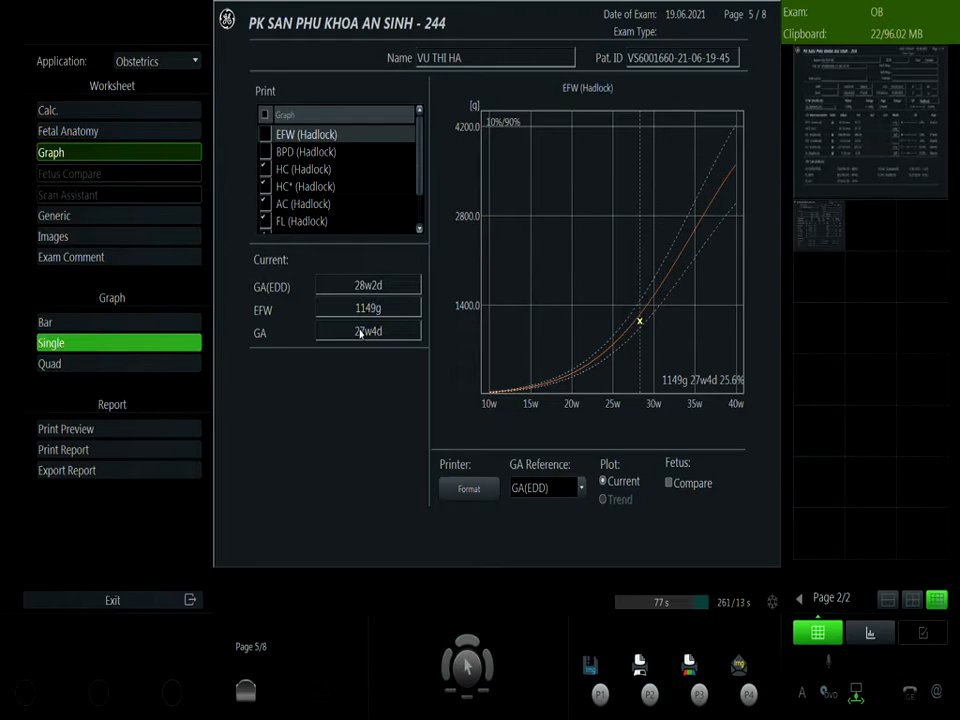 PK SAN PHU KHOA AN SINH - 244
Date of Exam: 19.06.2021 Page 5 / 8
Exam Type:
Name VU THI HA
Pat. ID VS6001660-21-06-19-45
Exam: OB
Clipboard: 22/96.02 MB
Application: Obstetrics
Worksheet
Calc.
Fetal Anatomy
Graph
Fetus Compare
Scan Assistant
Generic
Images
Exam Comment
Graph
Bar
Single
Quad
Report
Print Preview
Print Report
Export Report
Exit
Print
Graph
EFW (Hadlock)
BPD (Hadlock)
HC (Hadlock)
HC* (Hadlock)
AC (Hadlock)
FL (Hadlock)
Current:
GA(EDD) 28w2d
EFW 1149g
GA 27w4d
EFW (Hadlock)
[g]
10%/90%
4200.0
2800.0
1400.0
1149g 27w4d 25.6%
10w 15w 20w 25w 30w 35w 40w
Printer: GA Reference: Plot: Fetus:
Format GA(EDD) Current Compare
Trend
77 s 261/13 s
Page 2/2
Page 5/8
P1 P2 P3 P4
A DVD @